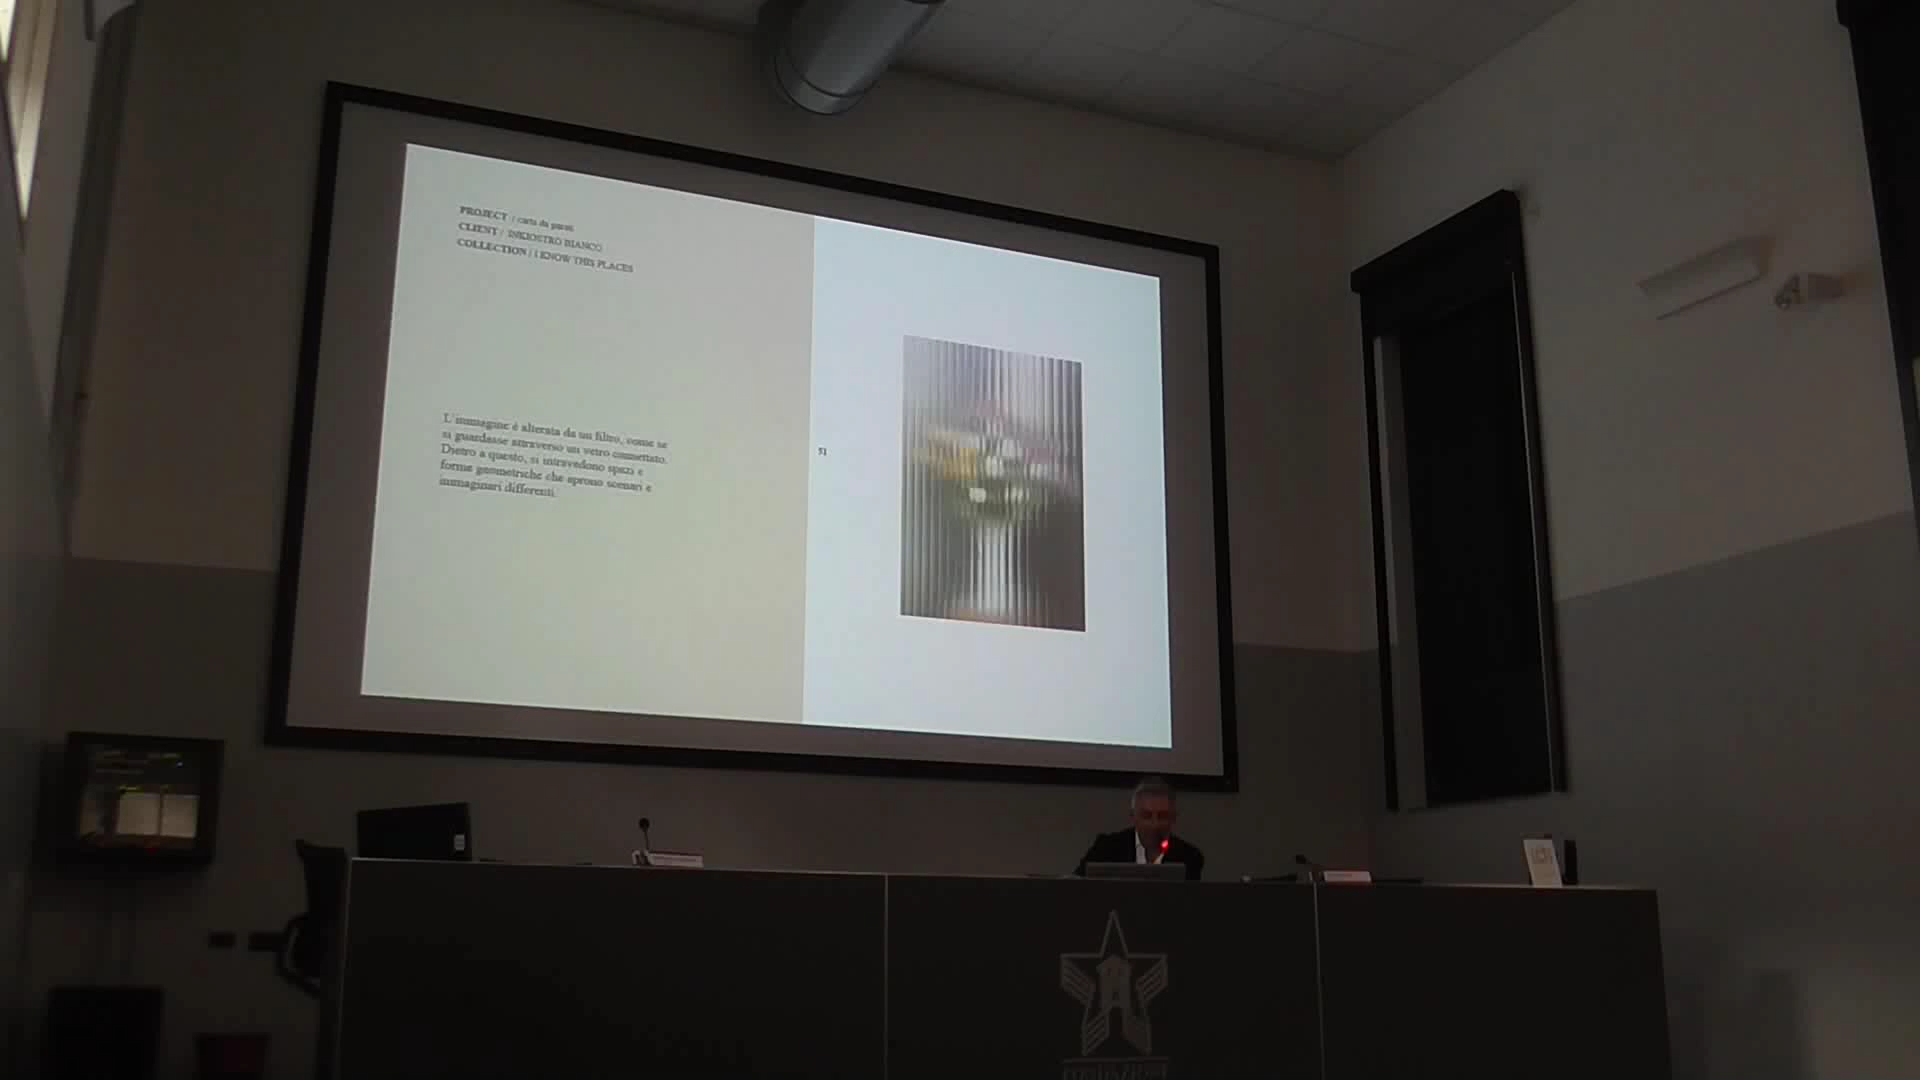 PROJECT / carta da parati
CLIENT / INKIOSTRO BIANCO
COLLECTION / I KNOW THIS PLACES
L'immagine é alterata da un filtro, come se
si guardasse attraverso un vetro cannettato.
Dietro a questo, si intravedono spazi e
forme geometriche che aprono scenari e
immaginari differenti.
51
FONDAZIONE